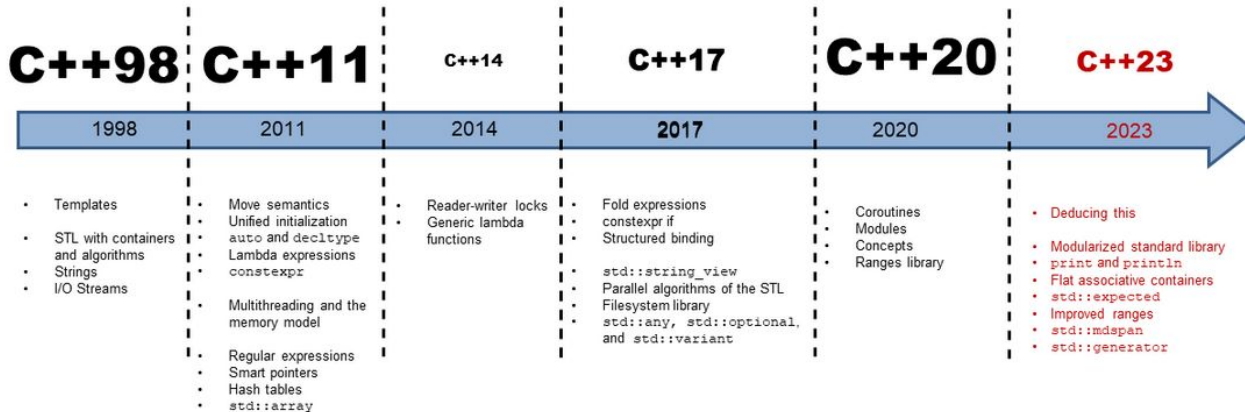 C++98
C++11
C++14
C++17
C++20
C++23
1998
2011
2014
2017
2020
2023
Templates
STL with containers
and algorithms
Strings
I/O Streams
Move semantics
Unified initialization
auto and decltype
Lambda expressions
constexpr
Multithreading and the
memory model
Regular expressions
Smart pointers
Hash tables
std::array
Reader-writer locks
Generic lambda
functions
Fold expressions
constexpr if
Structured binding
std::string_view
Parallel algorithms of the STL
Filesystem library
std::any, std::optional,
and std::variant
Coroutines
Modules
Concepts
Ranges library
Deducing this
Modularized standard library
print and println
Flat associative containers
std::expected
Improved ranges
std::mdspan
std::generator